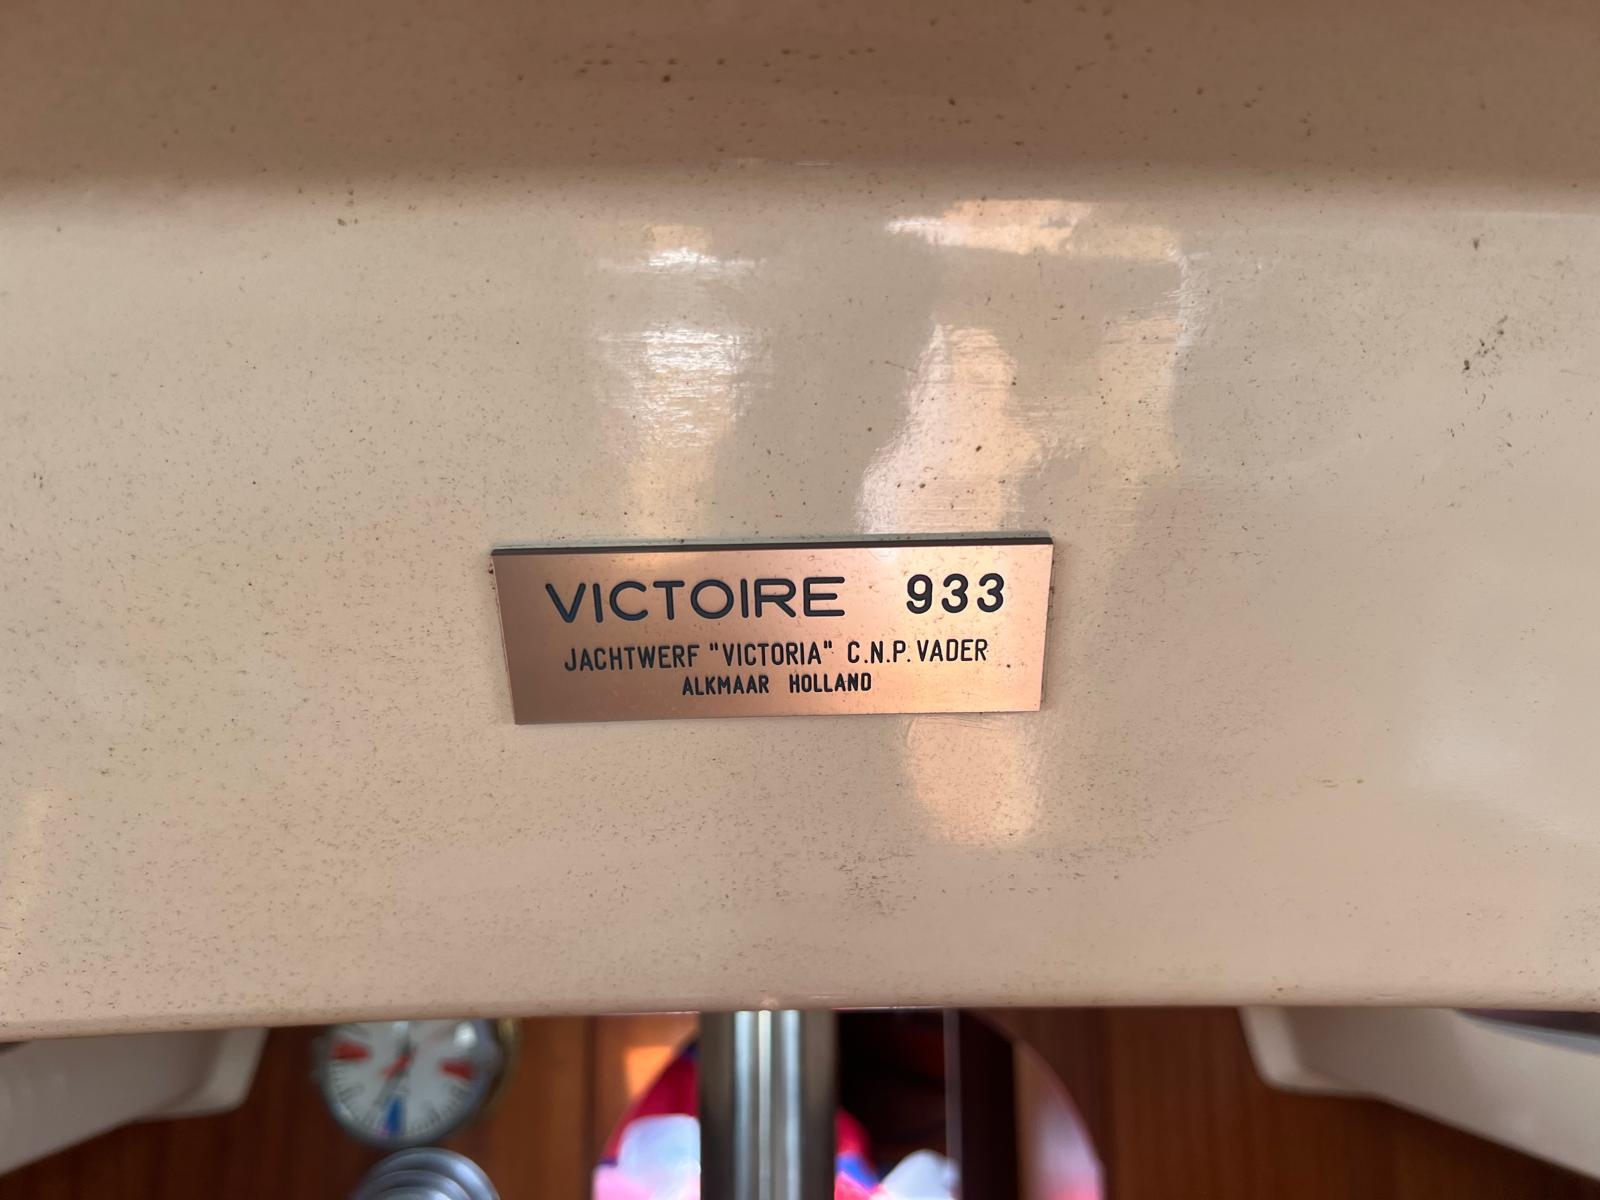 VICTOIRE 933
JACHTWERF "VICTORIA" C.N.P. VADER
ALKMAAR HOLLAND